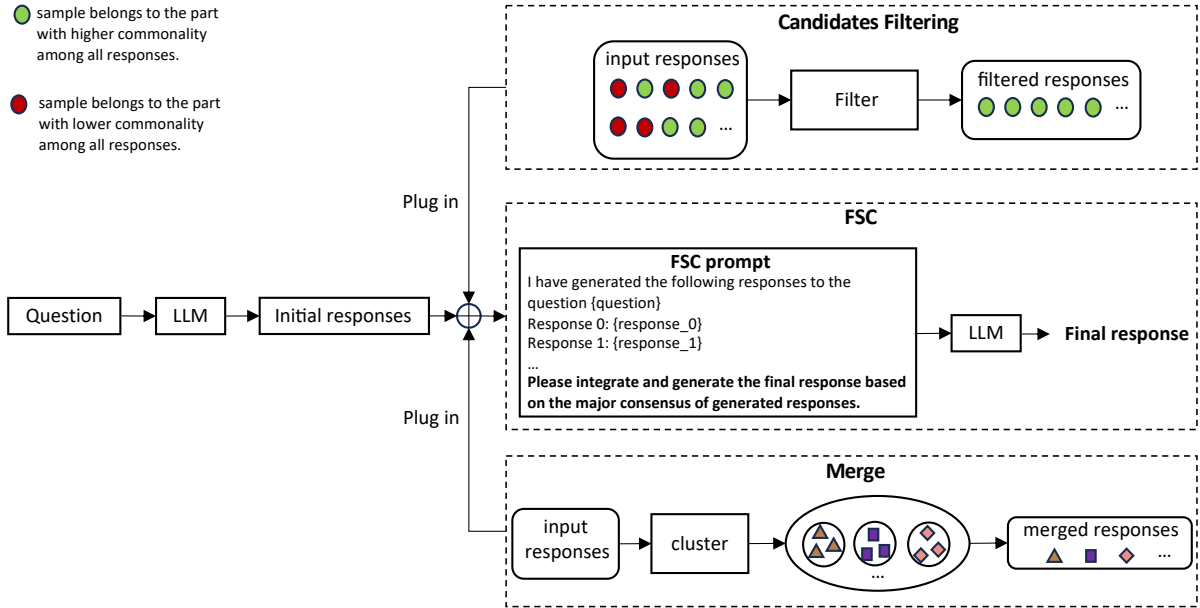 sample belongs to the part
with higher commonality
among all responses.
sample belongs to the part
with lower commonality
among all responses.
Candidates Filtering
input responses
...
Filter
filtered responses
...
Plug in
FSC
FSC prompt
I have generated the following responses to the
question {question}
Response 0: {response_0}
Response 1: {response_1}
...
Please integrate and generate the final response based
on the major consensus of generated responses.
Question
LLM
Initial responses
LLM
Final response
Plug in
Merge
input
responses
cluster
...
merged responses
...